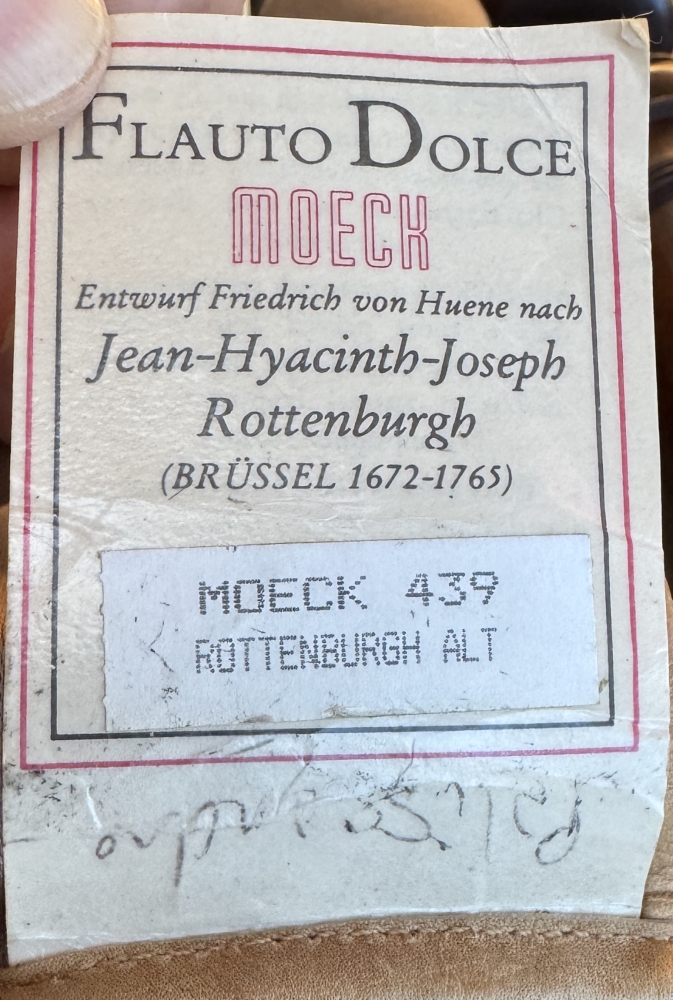 FLAUTO DOLCE
MOECK
Entwurf Friedrich von Huene nach
Jean-Hyacinth-Joseph
Rottenburgh
(BRÜSSEL 1672-1765)
MOECK 439
ROTTENBURGH ALT